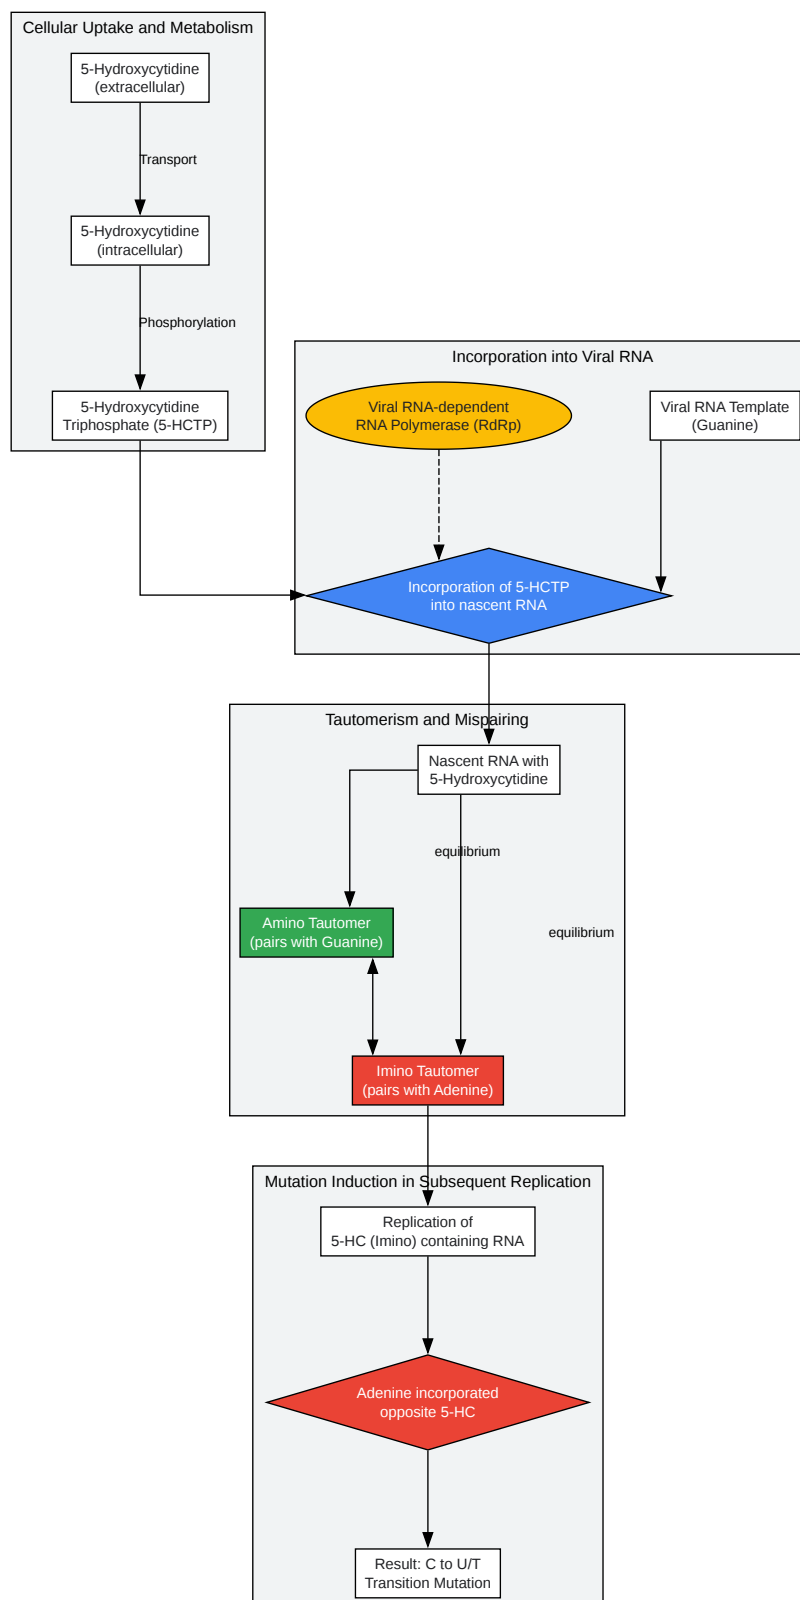 Cellular Uptake and Metabolism
5-Hydroxycytidine
(extracellular)
Transport
5-Hydroxycytidine
(intracellular)
Phosphorylation
5-Hydroxycytidine
Triphosphate (5-HCTP)
Incorporation into Viral RNA
Viral RNA-dependent
RNA Polymerase (RdRp)
Viral RNA Template
(Guanine)
Incorporation of 5-HCTP
into nascent RNA
Tautomerism and Mispairing
Nascent RNA with
5-Hydroxycytidine
equilibrium
Amino Tautomer
(pairs with Guanine)
equilibrium
Imino Tautomer
(pairs with Adenine)
Mutation Induction in Subsequent Replication
Replication of
5-HC (Imino) containing RNA
Adenine incorporated
opposite 5-HC
Result: C to U/T
Transition Mutation